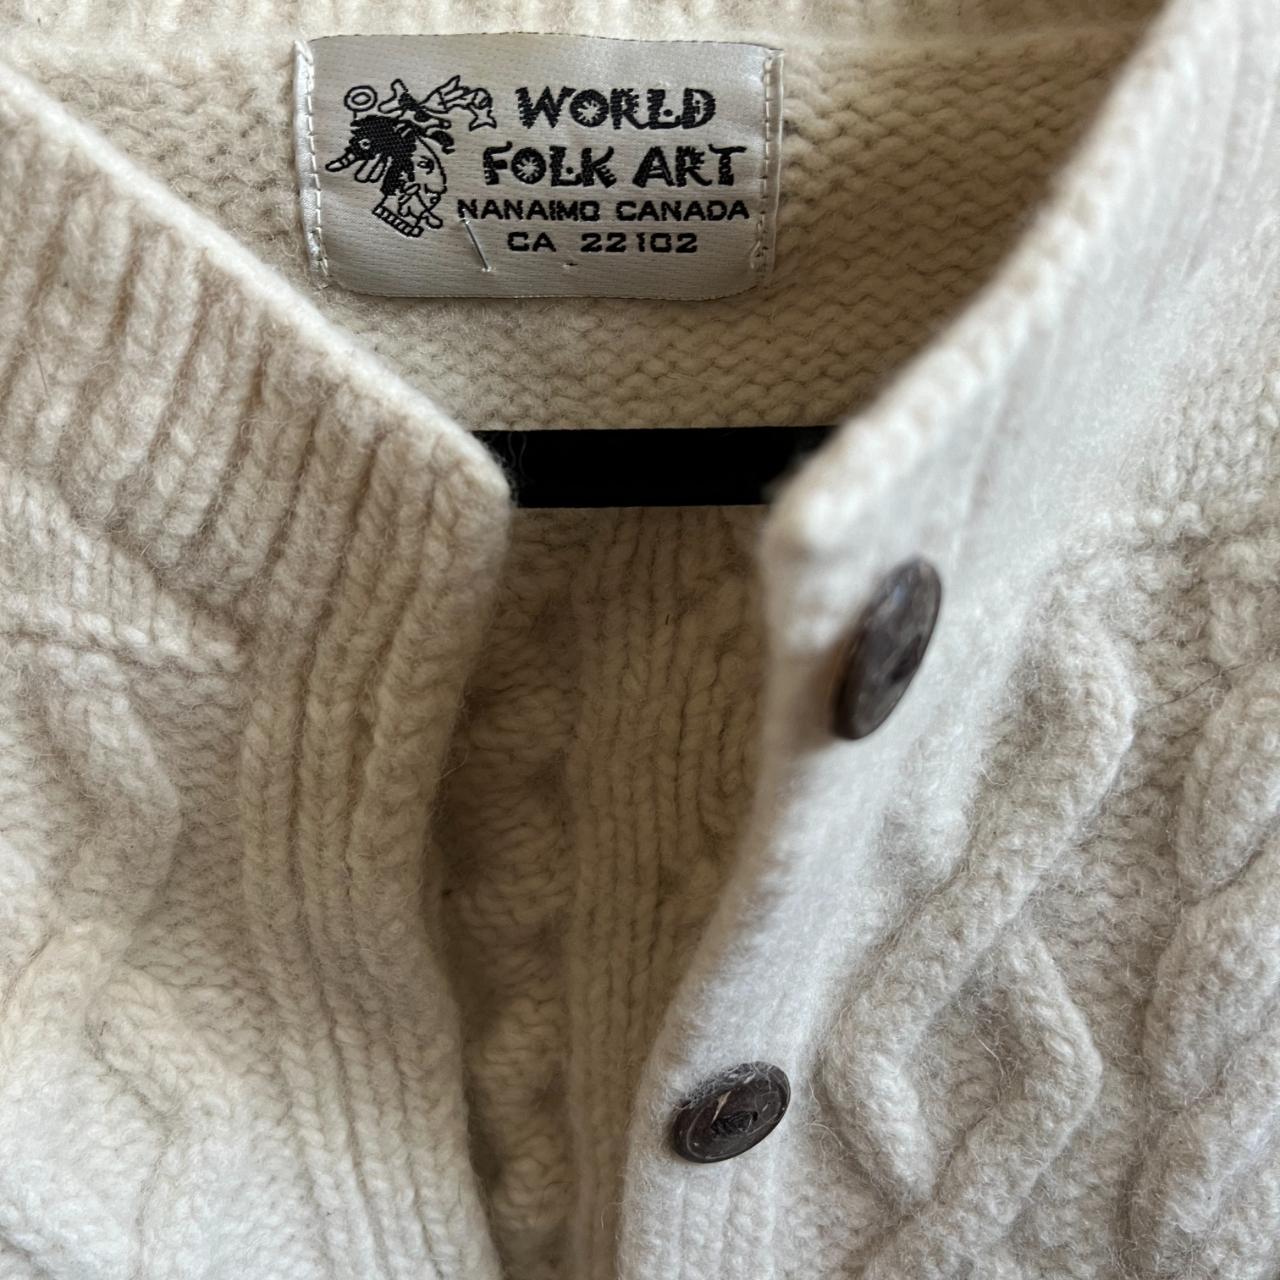 WORLD
FOLK ART
NANAIMO CANADA
CA 22102